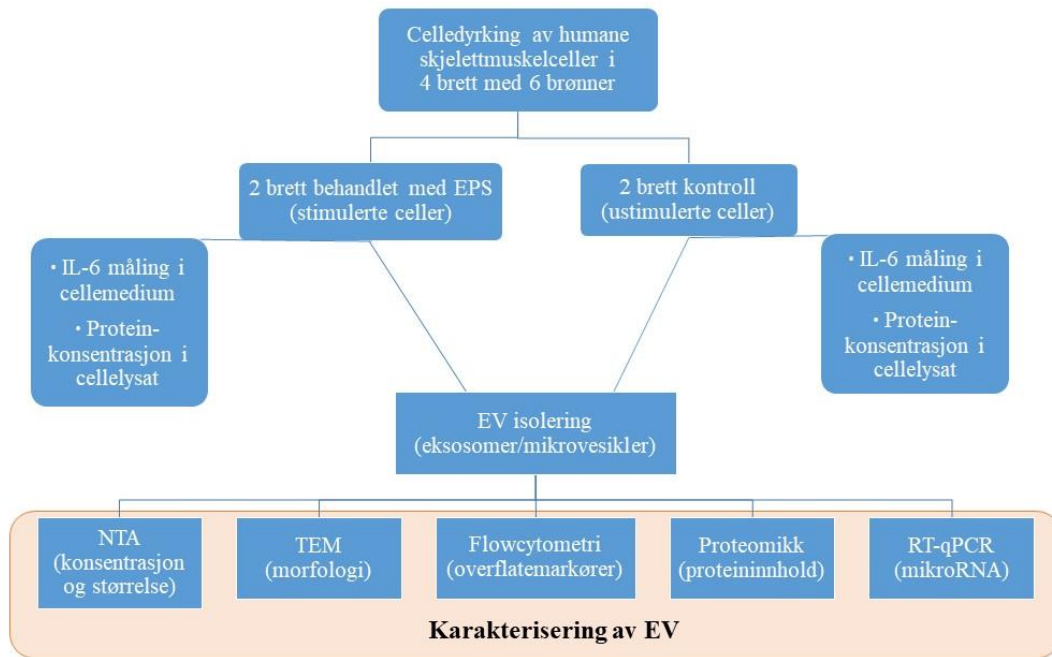 Celledyrking av humane
skjelettmuskelceller i
4 brett med 6 brønner
2 brett behandlet med EPS
(stimulerte celler)
2 brett kontroll
(ustimulerte celler)
· IL-6 måling i
cellemedium
· Protein-
konsentrasjon i
cellelysat
· IL-6 måling i
cellemedium
· Protein-
konsentrasjon i
cellelysat
EV isolering
(eksosomer/mikrovesikler)
NTA
(konsentrasjon
og størrelse)
TEM
(morfologi)
Flowcytometri
(overflatemarkører)
Proteomikk
(proteininnhold)
RT-qPCR
(mikroRNA)
Karakterisering av EV